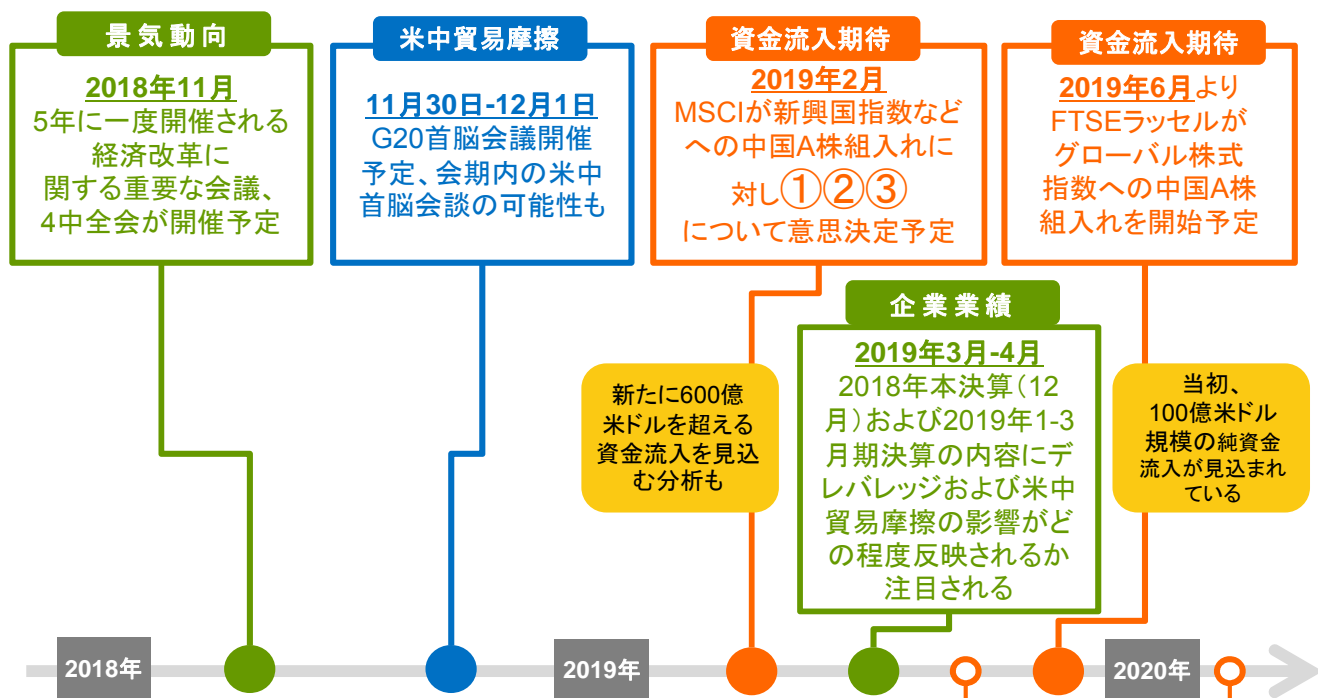 景気動向
2018年11月
5年に一度開催される
経済改革に
関する重要な会議、
4中全会が開催予定
米中貿易摩擦
11月30日-12月1日
G20首脳会議開催
予定、会期内の米中
首脳会談の可能性も
資金流入期待
2019年2月
MSCIが新興国指数など
への中国A株組入れに
対し①②③
について意思決定予定
資金流入期待
2019年6月より
FTSEラッセルが
グローバル株式
指数への中国A株
組入れを開始予定
新たに600億
米ドルを超える
資金流入を見込
む分析も
企業業績
2019年3月-4月
2018年本決算（12
月）および2019年1-3
月期決算の内容にデ
レバレッジおよび米中
貿易摩擦の影響がど
の程度反映されるか
注目される
当初、
100億米ドル
規模の純資金
流入が見込まれ
ている
2018年
2019年
2020年